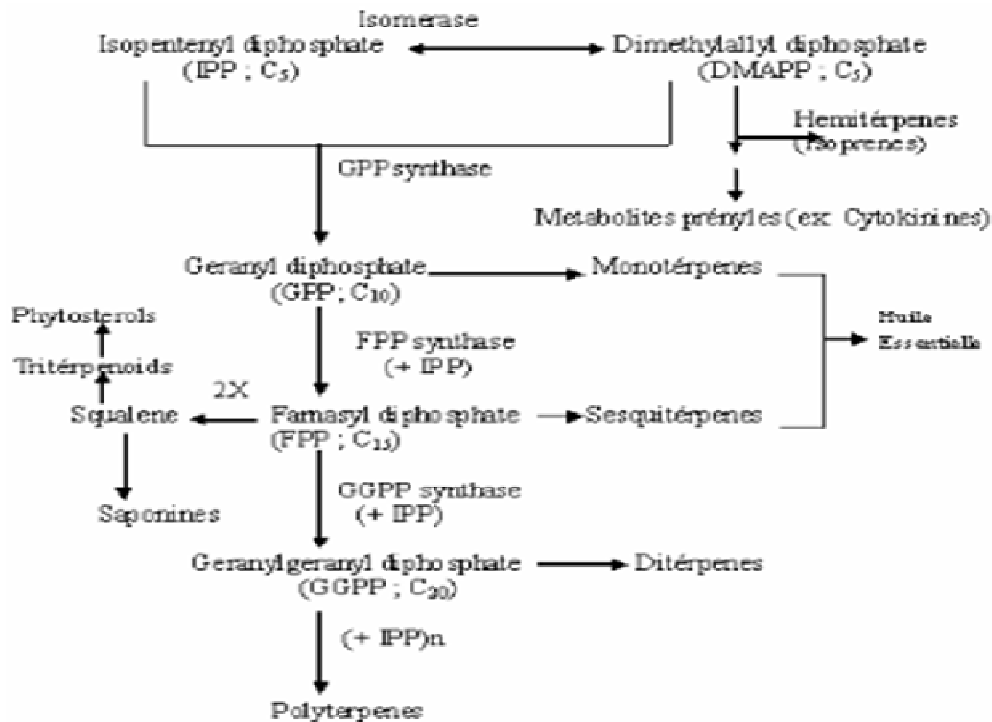 Isomerase
Isopentenyl diphosphate
Dimethylallyl diphosphate
(IPP ; C₅)
(DMAPP ; C₅)
Hemitérpenes
(Isoprenes)
GPP synthase
Metabolites prényles (ex: Cytokinines)
Geranyl diphosphate
(GPP ; C₁₀)
Monotérpenes
Phytosterols
Huile
Essentielle
FPP synthase
(+ IPP)
Tritérpenoids
2X
Squalene
Farnasyl diphosphate
(FPP ; C₁₅)
Sesquitérpenes
GGPP synthase
(+ IPP)
Saponines
Geranylgeranyl diphosphate
(GGPP ; C₂₀)
Ditérpenes
(+ IPP)n
Polyterpenes